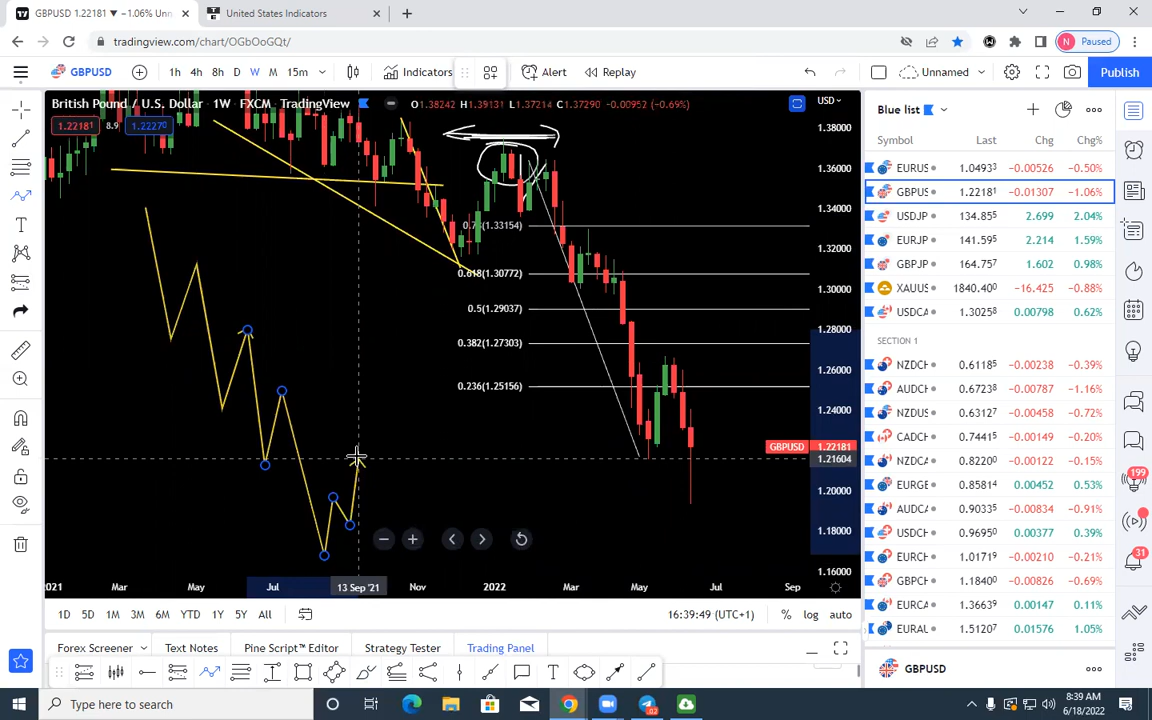 GBPUSD 1.22181 ▼ −1.06% Unn
United States Indicators
tradingview.com/chart/OGbOoGQt/
Paused
GBPUSD 1h 4h 8h D W M 15m Indicators Alert Replay Unnamed Publish
British Pound / U.S. Dollar · 1W · FXCM · TradingView O1.38242 H1.39131 L1.37214 C1.37290 −0.00952 (−0.69%)
1.22181 8.9 1.22270
USD
1.38000
1.36000
1.34000
1.32000
1.30000
1.28000
1.26000
1.24000
GBPUSD 1.22181
1.21604
1.20000
1.18000
1.16000
0.618(1.30772)
0.5(1.29037)
0.382(1.27303)
0.236(1.25156)
2021 Mar May Jul 13 Sep '21 Nov 2022 Mar May Jul Sep
1D 5D 1M 3M 6M YTD 1Y 5Y All 16:39:49 (UTC+1) % log auto
Forex Screener Text Notes Pine Script™ Editor Strategy Tester Trading Panel
Blue list
Symbol Last Chg Chg%
EURUS 1.04933 −0.00526 −0.50%
GBPUS 1.22181 −0.01307 −1.06%
USDJP 134.855 2.699 2.04%
EURJP 141.595 2.214 1.59%
GBPJP 164.757 1.602 0.98%
XAUUS 1840.400 −16.425 −0.88%
USDCA 1.30258 0.00798 0.62%
SECTION 1
NZDCH 0.61185 −0.00238 −0.39%
AUDCH 0.67238 −0.00787 −1.16%
NZDUS 0.63127 −0.00458 −0.72%
CADCH 0.74415 −0.00149 −0.20%
NZDCA 0.82200 −0.00122 −0.15%
EURGB 0.85814 0.00452 0.53%
AUDCA 0.90335 −0.00834 −0.91%
USDCH 0.96950 0.00377 0.39%
EURCH 1.01719 −0.00210 −0.21%
GBPCH 1.18400 −0.00826 −0.69%
EURCA 1.36639 0.00147 0.11%
EURAU 1.51207 0.01576 1.05%
GBPUSD
199
31
Type here to search
02
8:39 AM
6/18/2022